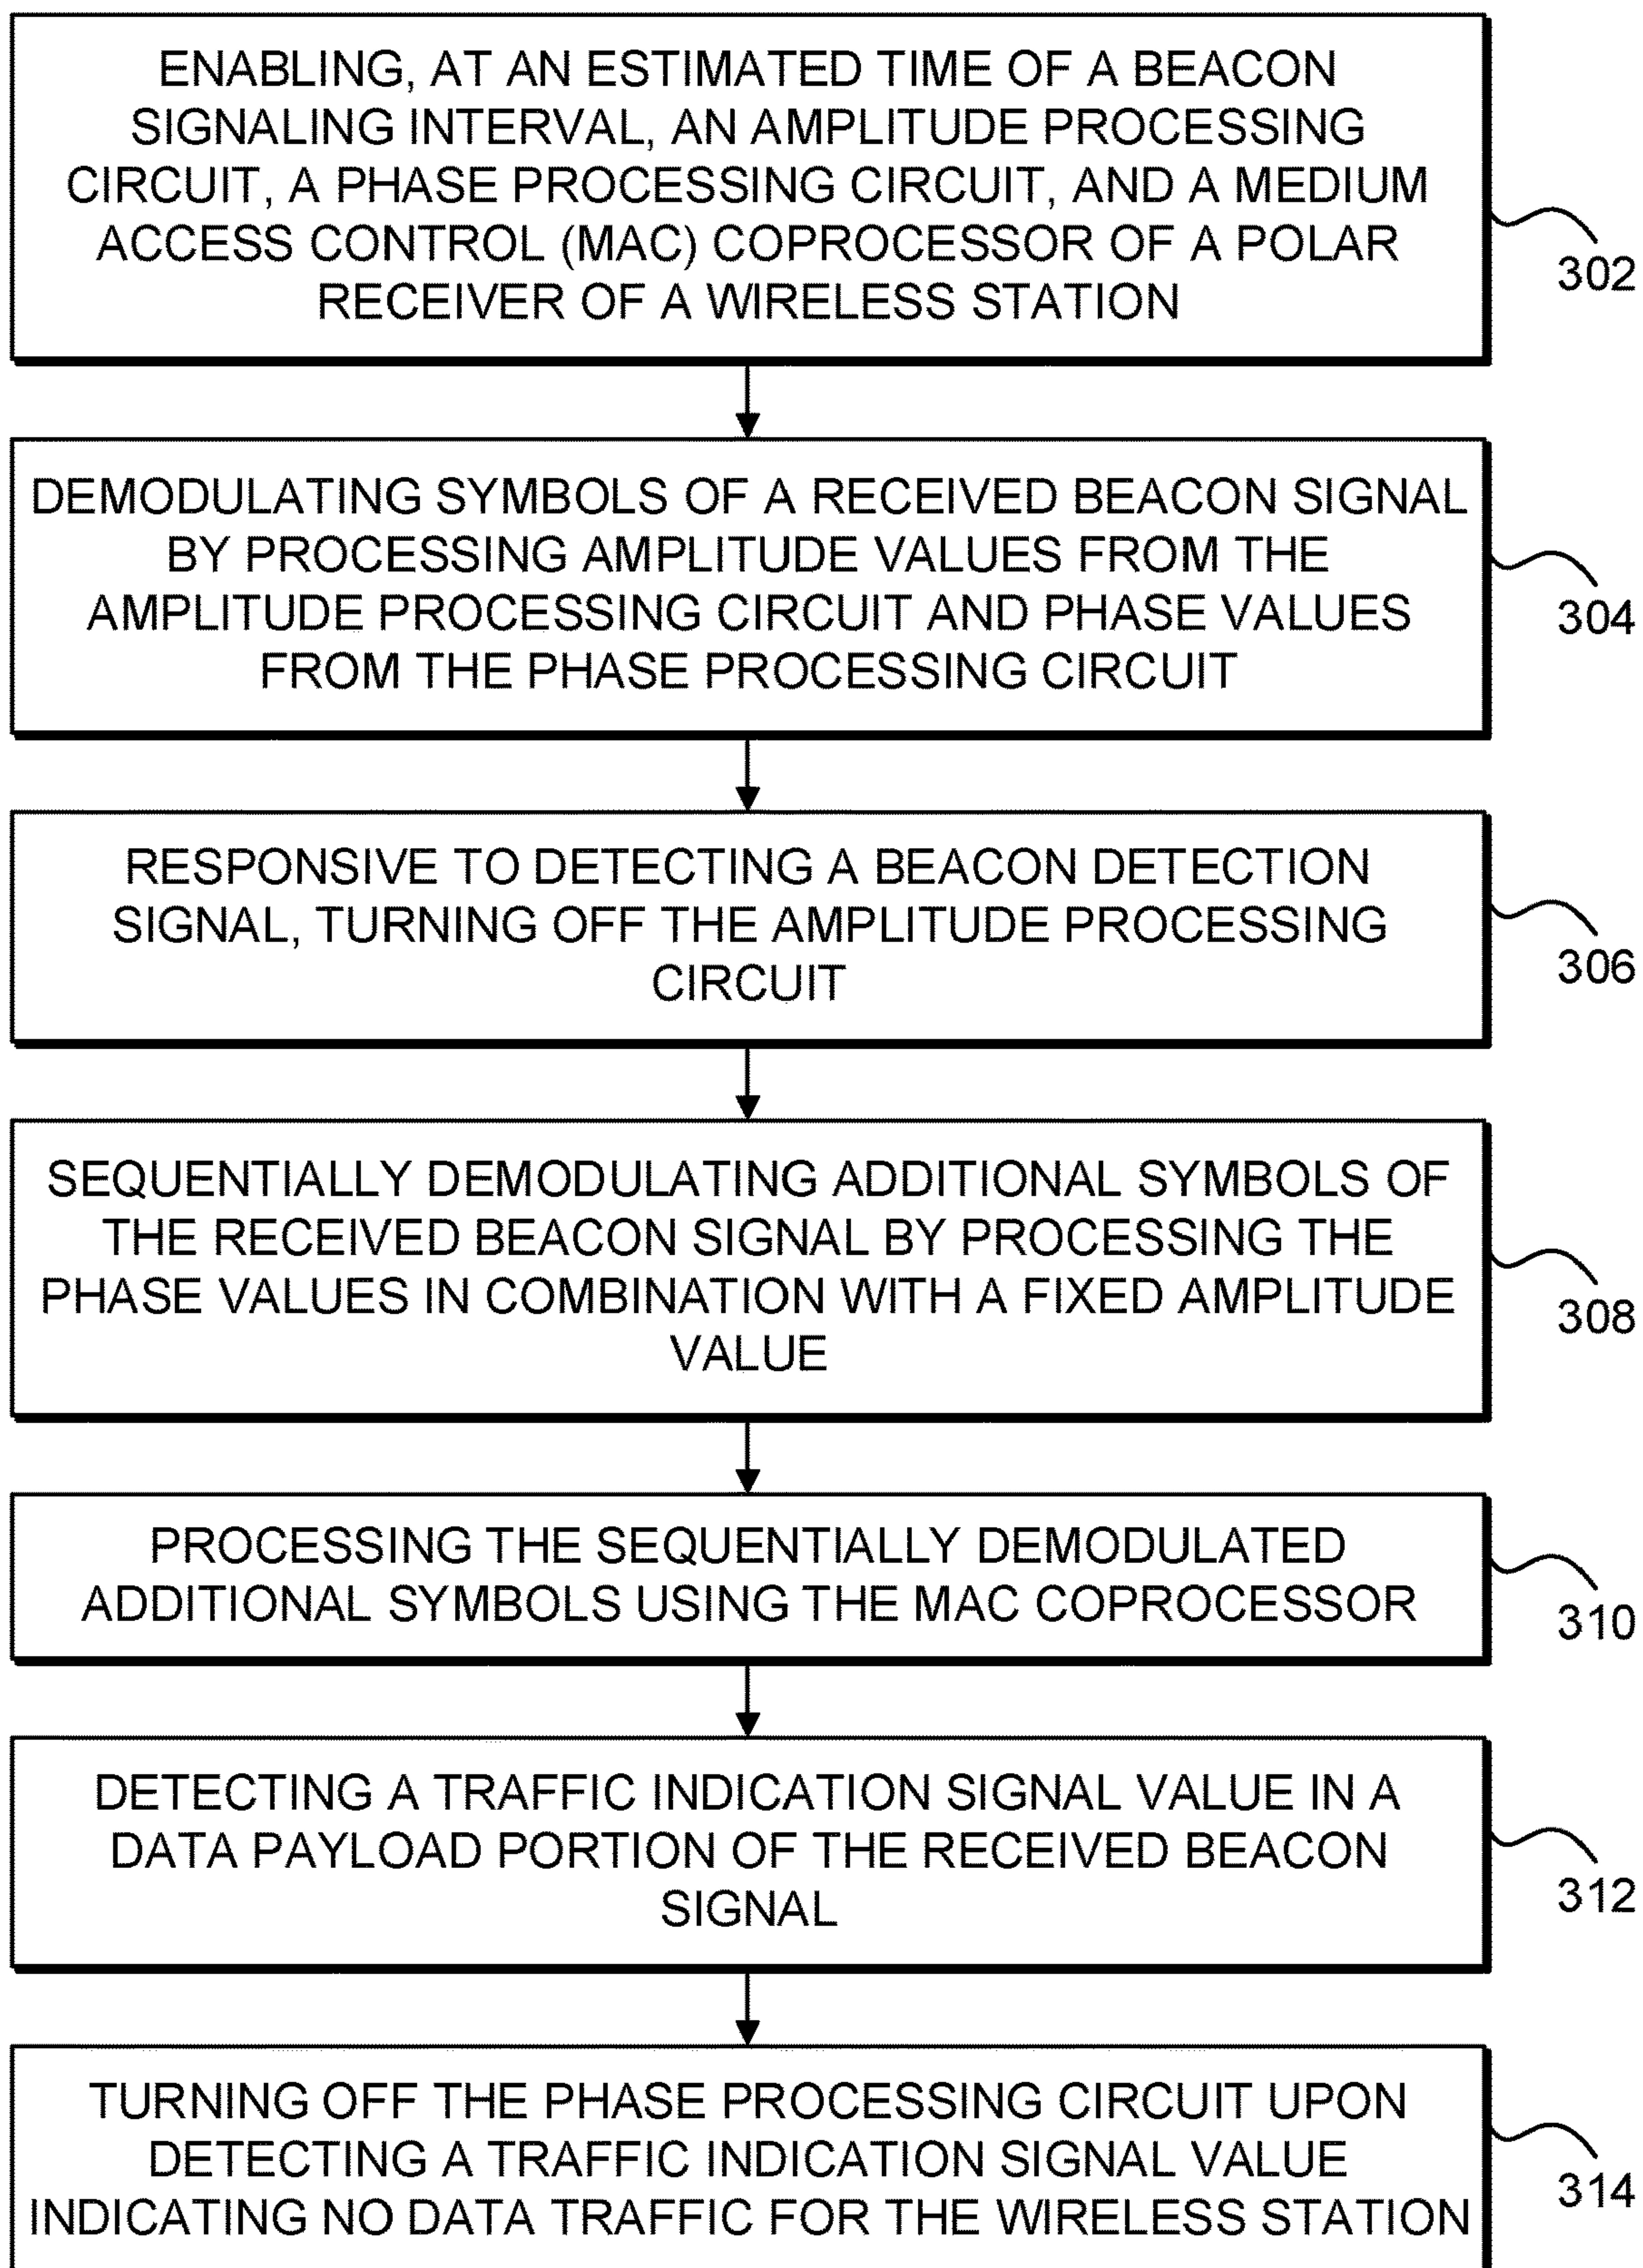 ENABLING, AT AN ESTIMATED TIME OF A BEACON
SIGNALING INTERVAL, AN AMPLITUDE PROCESSING
CIRCUIT, A PHASE PROCESSING CIRCUIT, AND A MEDIUM
ACCESS CONTROL (MAC) COPROCESSOR OF A POLAR
RECEIVER OF A WIRELESS STATION
302
DEMODULATING SYMBOLS OF A RECEIVED BEACON SIGNAL
BY PROCESSING AMPLITUDE VALUES FROM THE
AMPLITUDE PROCESSING CIRCUIT AND PHASE VALUES
FROM THE PHASE PROCESSING CIRCUIT
304
RESPONSIVE TO DETECTING A BEACON DETECTION
SIGNAL, TURNING OFF THE AMPLITUDE PROCESSING
CIRCUIT
306
SEQUENTIALLY DEMODULATING ADDITIONAL SYMBOLS OF
THE RECEIVED BEACON SIGNAL BY PROCESSING THE
PHASE VALUES IN COMBINATION WITH A FIXED AMPLITUDE
VALUE
308
PROCESSING THE SEQUENTIALLY DEMODULATED
ADDITIONAL SYMBOLS USING THE MAC COPROCESSOR
310
DETECTING A TRAFFIC INDICATION SIGNAL VALUE IN A
DATA PAYLOAD PORTION OF THE RECEIVED BEACON
SIGNAL
312
TURNING OFF THE PHASE PROCESSING CIRCUIT UPON
DETECTING A TRAFFIC INDICATION SIGNAL VALUE
INDICATING NO DATA TRAFFIC FOR THE WIRELESS STATION
314